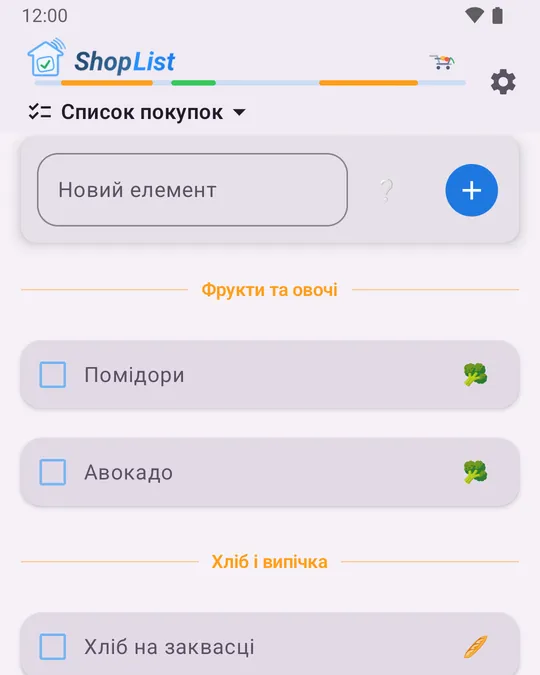 12:00
ShopList
Список покупок
Новий елемент
Фрукти та овочі
Помідори
Авокадо
Хліб і випічка
Хліб на заквасці